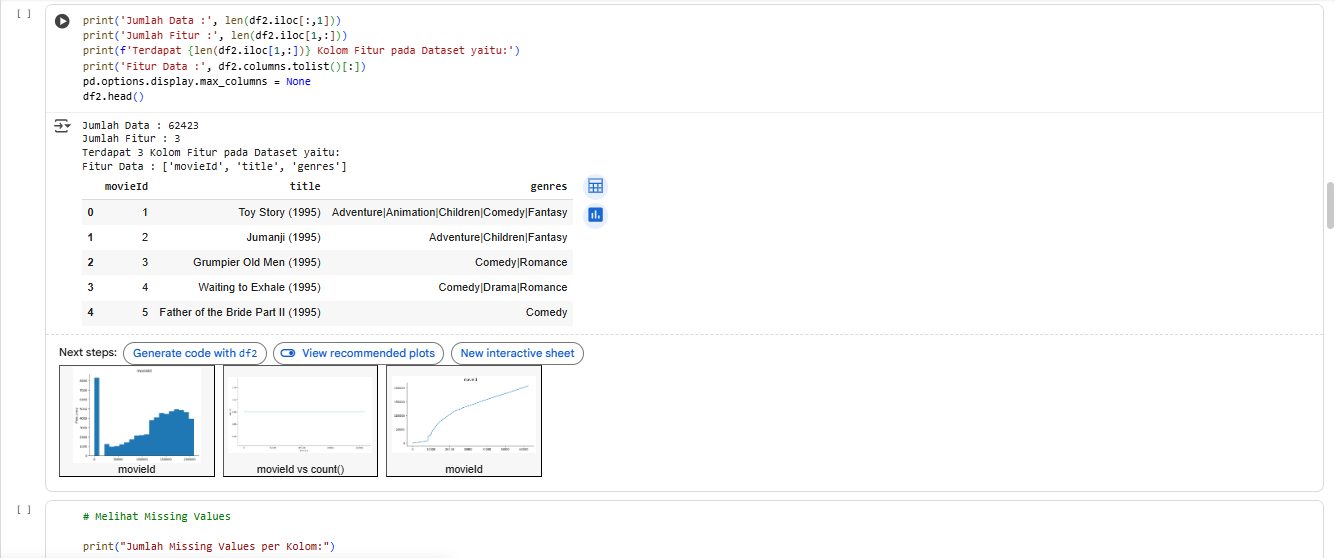 [ ]
print('Jumlah Data :', len(df2.iloc[:,1]))
print('Jumlah Fitur :', len(df2.iloc[1,:]))
print(f'Terdapat {len(df2.iloc[1,:])} Kolom Fitur pada Dataset yaitu:')
print('Fitur Data :', df2.columns.tolist()[:])
pd.options.display.max_columns = None
df2.head()
Jumlah Data : 62423
Jumlah Fitur : 3
Terdapat 3 Kolom Fitur pada Dataset yaitu:
Fitur Data : ['movieId', 'title', 'genres']
movieId title genres
0 1 Toy Story (1995) Adventure|Animation|Children|Comedy|Fantasy
1 2 Jumanji (1995) Adventure|Children|Fantasy
2 3 Grumpier Old Men (1995) Comedy|Romance
3 4 Waiting to Exhale (1995) Comedy|Drama|Romance
4 5 Father of the Bride Part II (1995) Comedy
Next steps: Generate code with df2 View recommended plots New interactive sheet
movieId movieId vs count() movieId
[ ]
# Melihat Missing Values
print("Jumlah Missing Values per Kolom:")